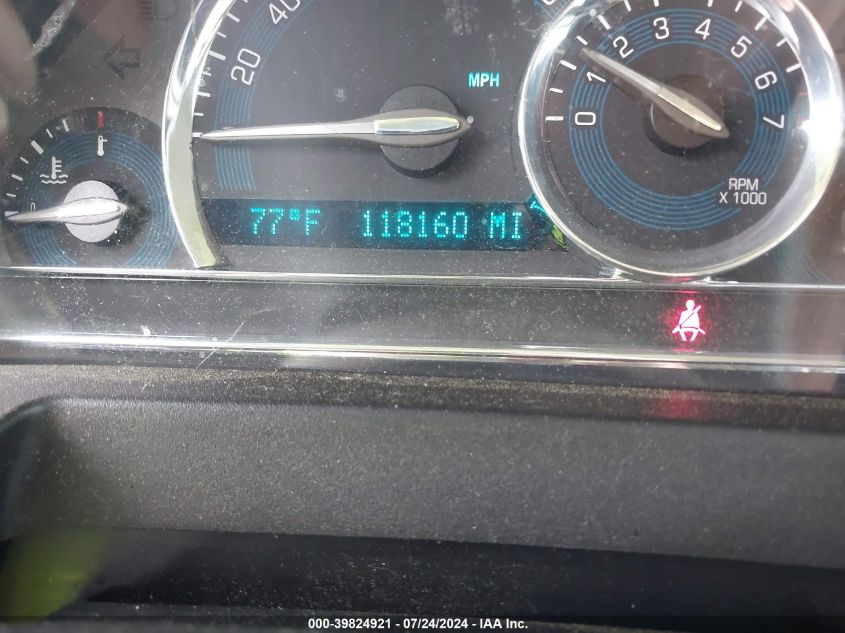 20
40
MPH
0 1 2 3 4 5 6 7
RPM
X 1000
77°F 118160 MI
000-39824921 - 07/24/2024 - IAA Inc.